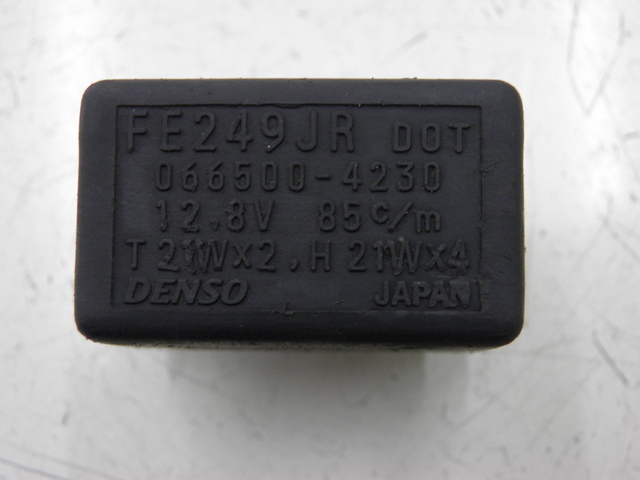 FE249JR DOT
066500-4230
12.8V 85c/m
T 21W×2. H 21W×4
DENSO JAPAN